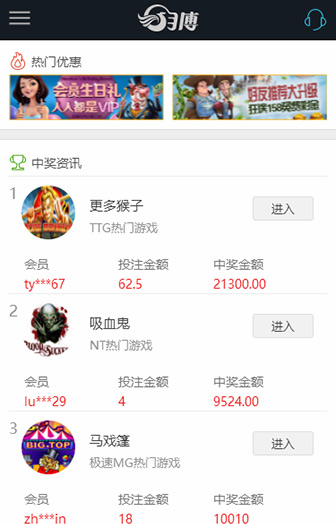 博
热门优惠
会员生日礼
人人都是VIP
好友推荐大升级
狂送158免费彩金
中奖资讯
1
更多猴子
TTG热门游戏
进入
会员 投注金额 中奖金额
ty***67 62.5 21300.00
2
BLOOD SUCKERS
吸血鬼
NT热门游戏
进入
会员 投注金额 中奖金额
lu***29 4 9524.00
3
BIG TOP
马戏篷
极速MG热门游戏
进入
会员 投注金额 中奖金额
zh***in 18 10010